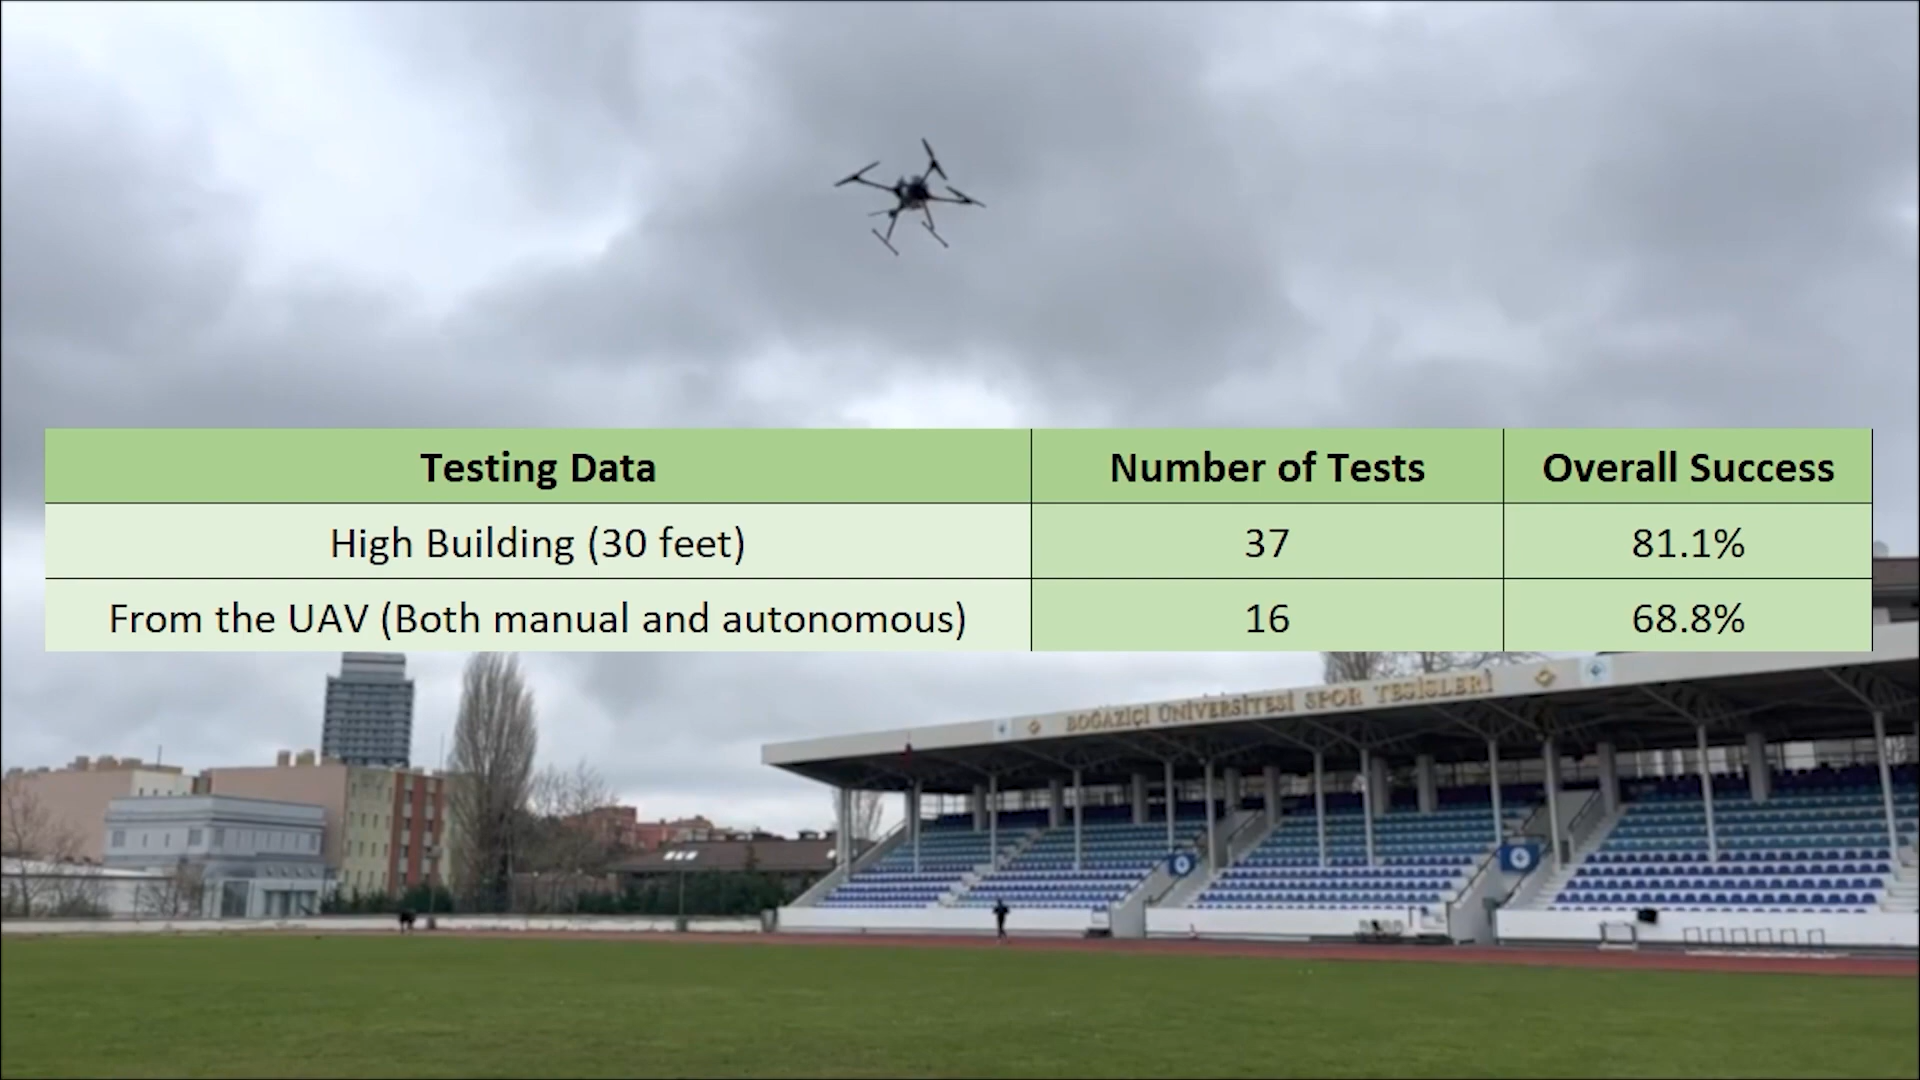 Testing Data Number of Tests Overall Success
High Building (30 feet) 37 81.1%
From the UAV (Both manual and autonomous) 16 68.8%
BOĞAZİÇİ ÜNİVERSİTESİ SPOR TESİSLERİ